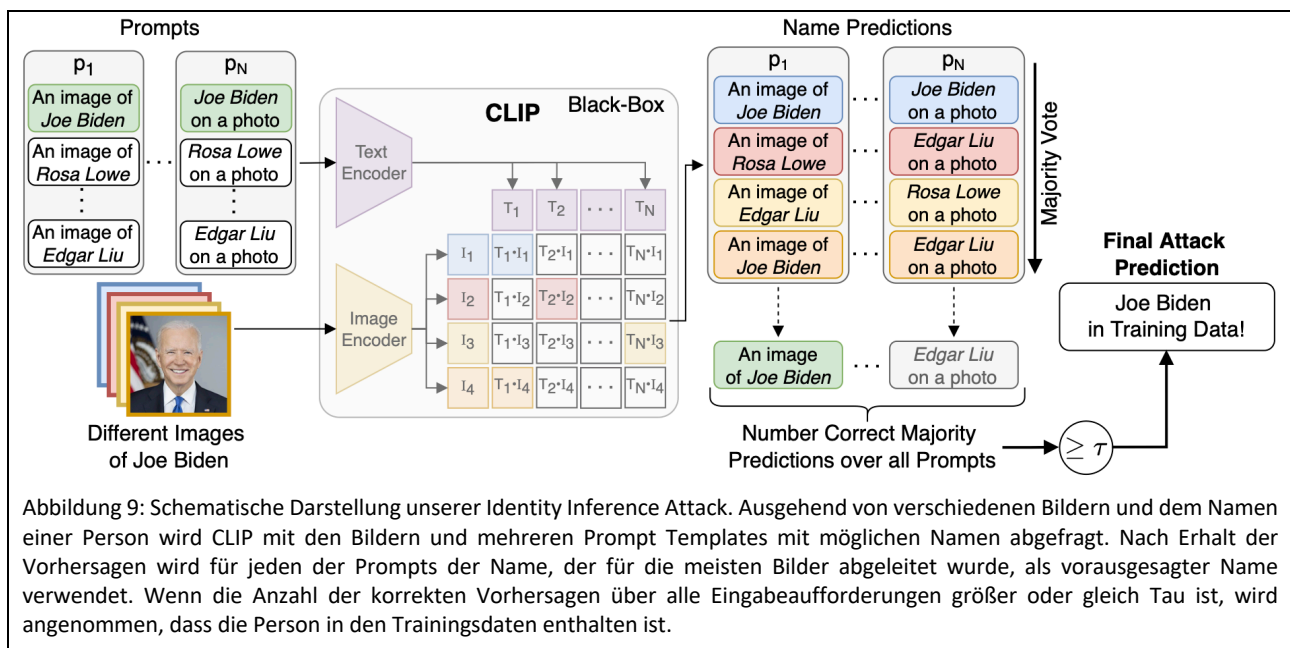 Prompts
p1
An image of
Joe Biden
An image of
Rosa Lowe
An image of
Edgar Liu
. . .
pN
Joe Biden
on a photo
Rosa Lowe
on a photo
Edgar Liu
on a photo
Different Images
of Joe Biden
CLIP
Black-Box
Text
Encoder
Image
Encoder
T1 T2 . . . TN
I1 T1·I1 T2·I1 . . . TN·I1
I2 T1·I2 T2·I2 . . . TN·I2
I3 T1·I3 T2·I3 . . . TN·I3
I4 T1·I4 T2·I4 . . . TN·I4
Name Predictions
p1
An image of
Joe Biden
An image of
Rosa Lowe
An image of
Edgar Liu
An image of
Joe Biden
An image
of Joe Biden
. . .
pN
Joe Biden
on a photo
Edgar Liu
on a photo
Rosa Lowe
on a photo
Edgar Liu
on a photo
Edgar Liu
on a photo
Majority Vote
Number Correct Majority
Predictions over all Prompts
≥ τ
Final Attack
Prediction
Joe Biden
in Training Data!
Abbildung 9: Schematische Darstellung unserer Identity Inference Attack. Ausgehend von verschiedenen Bildern und dem Namen
einer Person wird CLIP mit den Bildern und mehreren Prompt Templates mit möglichen Namen abgefragt. Nach Erhalt der
Vorhersagen wird für jeden der Prompts der Name, der für die meisten Bilder abgeleitet wurde, als vorausgesagter Name
verwendet. Wenn die Anzahl der korrekten Vorhersagen über alle Eingabeaufforderungen größer oder gleich Tau ist, wird
angenommen, dass die Person in den Trainingsdaten enthalten ist.